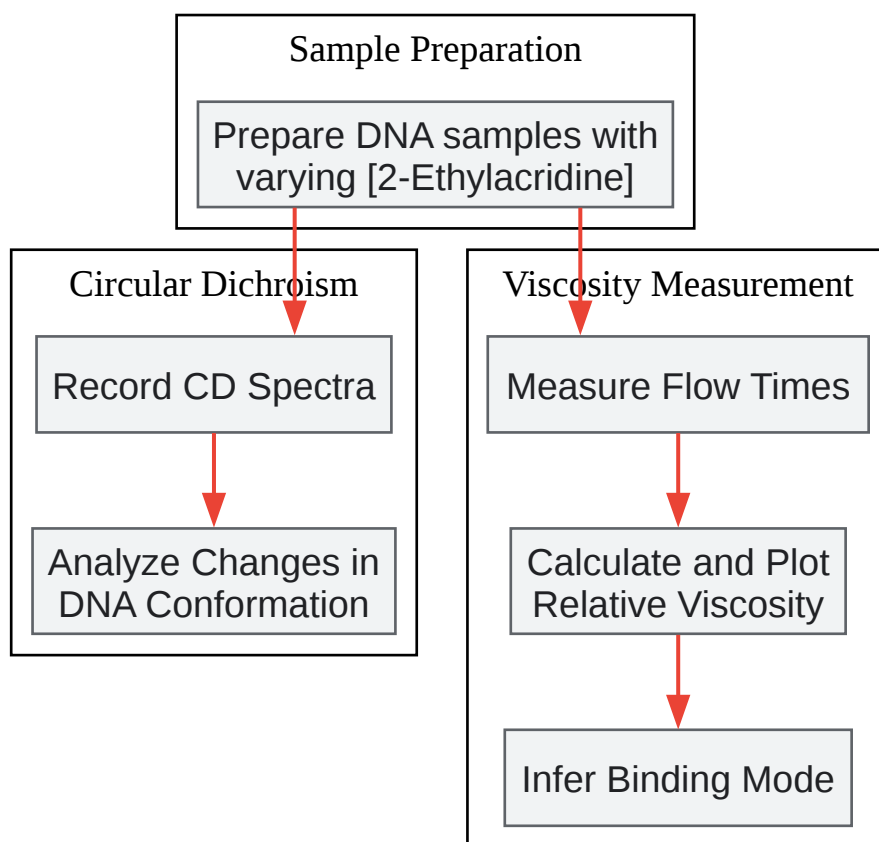 Sample Preparation
Prepare DNA samples with
varying [2-Ethylacridine]
Circular Dichroism
Record CD Spectra
Analyze Changes in
DNA Conformation
Viscosity Measurement
Measure Flow Times
Calculate and Plot
Relative Viscosity
Infer Binding Mode